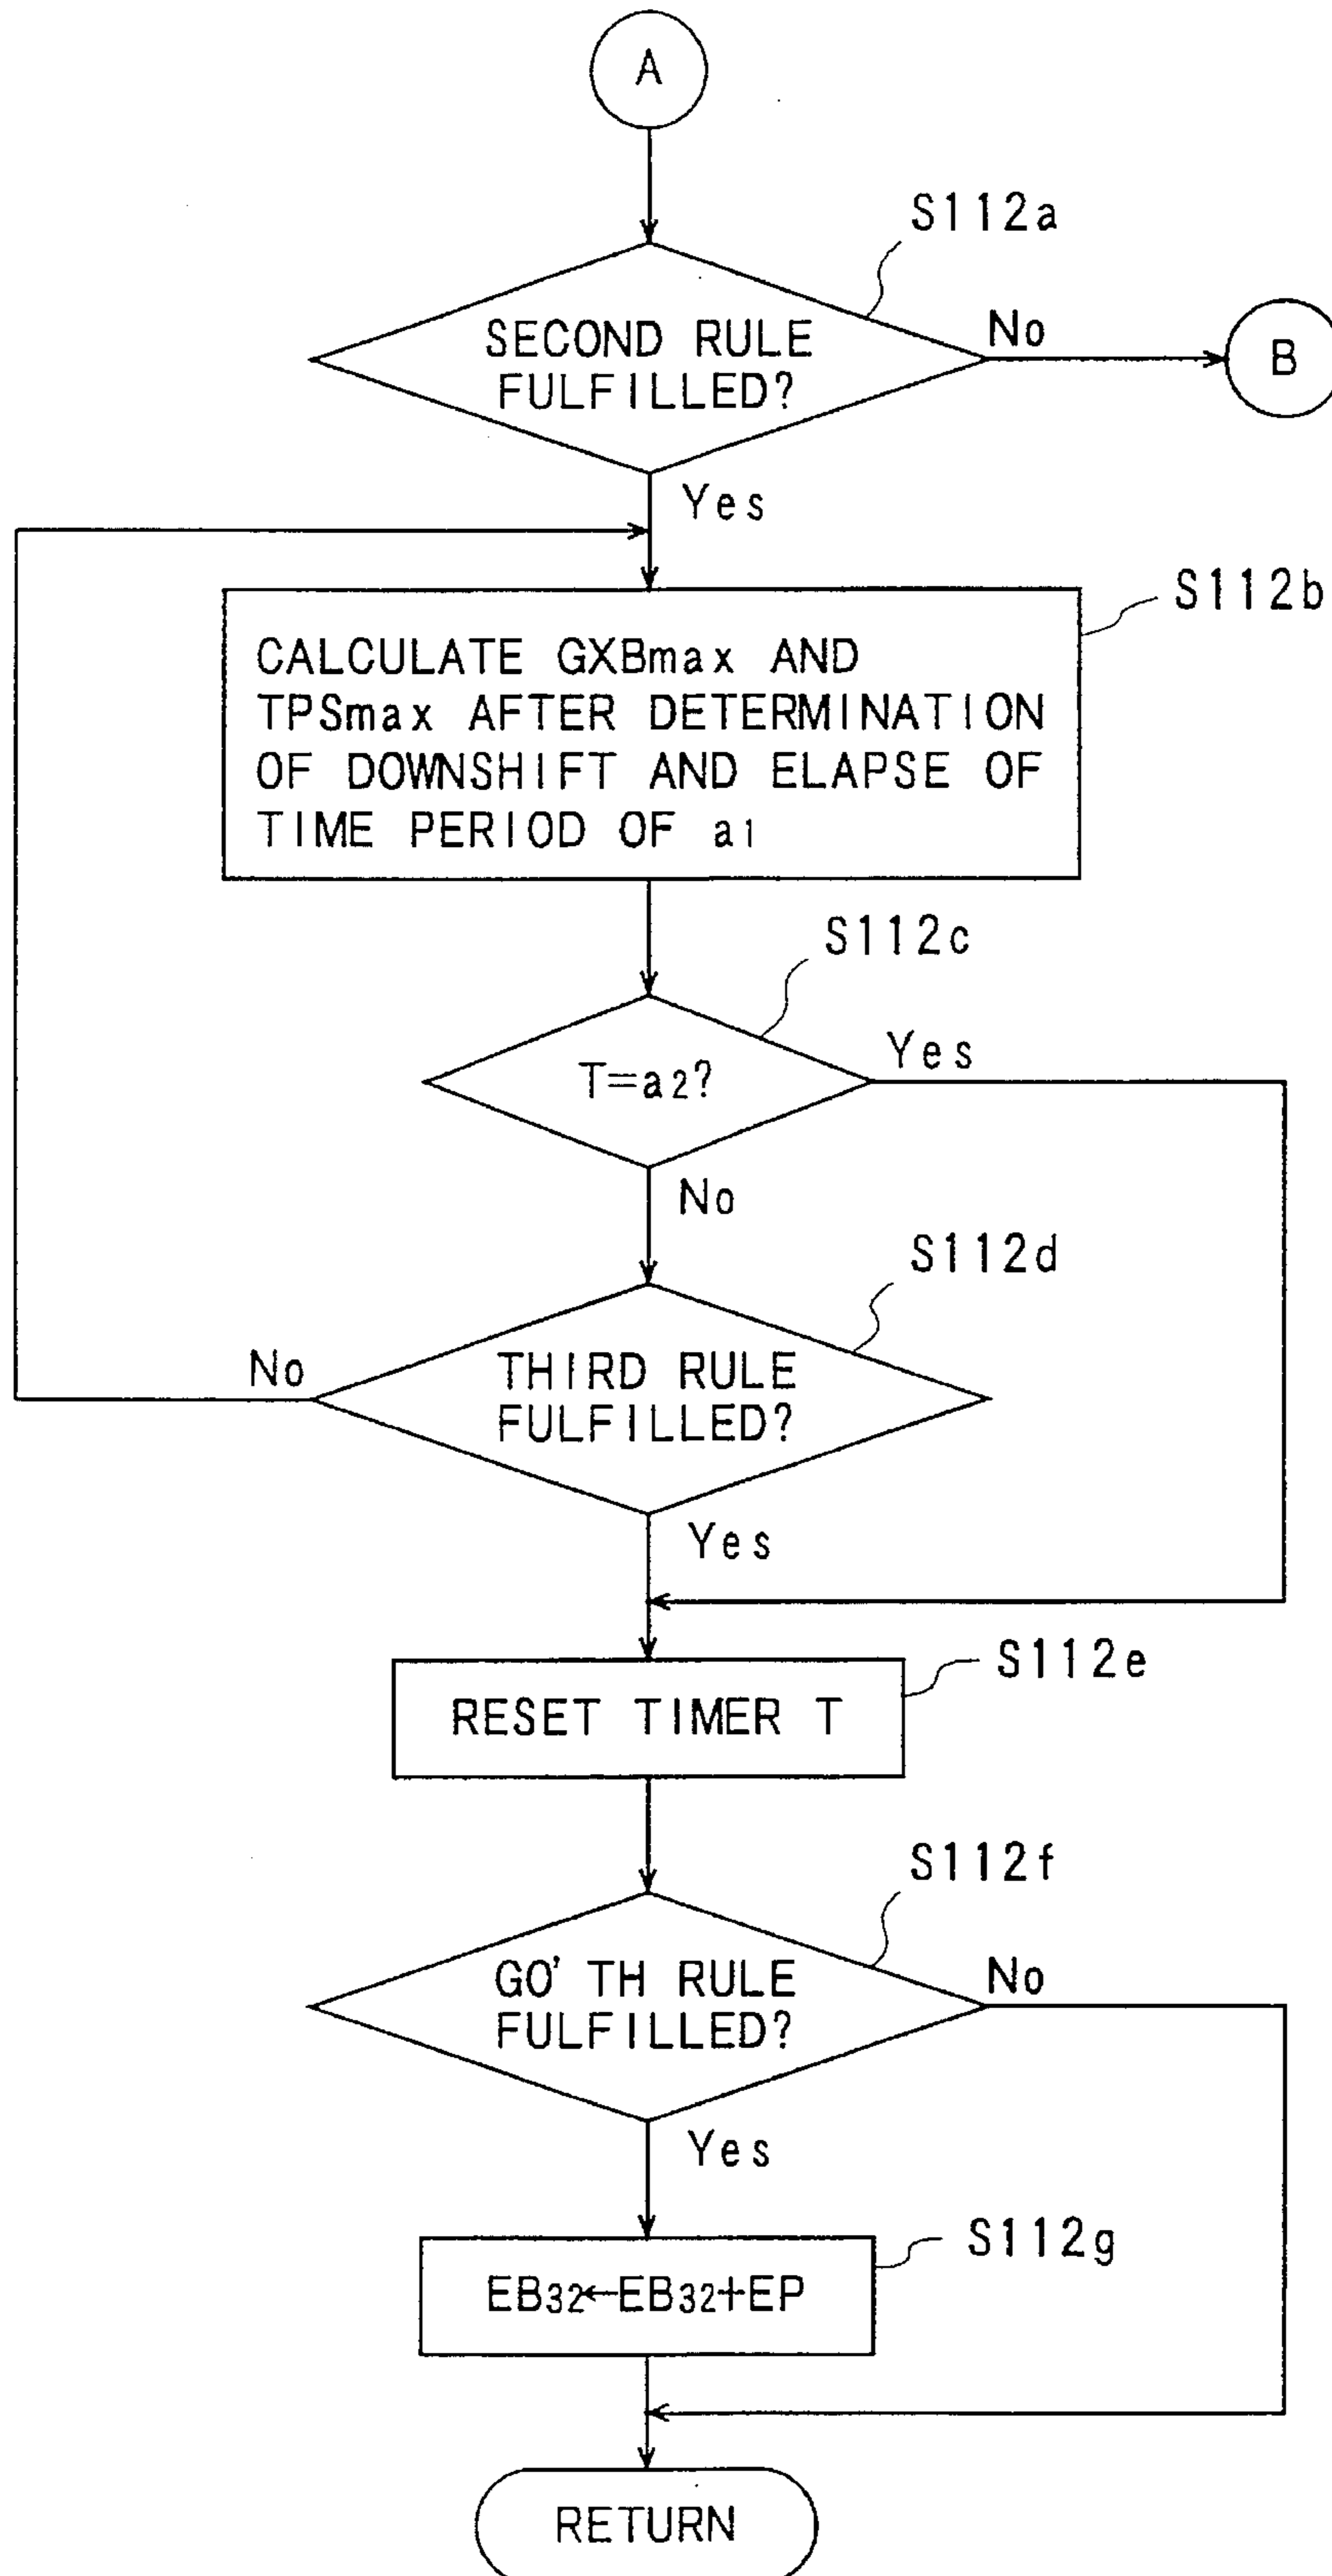 A
S112a
SECOND RULE
FULFILLED?
No
B
Yes
S112b
CALCULATE GXBmax AND
TPSmax AFTER DETERMINATION
OF DOWNSHIFT AND ELAPSE OF
TIME PERIOD OF a1
S112c
T=a2?
Yes
No
S112d
THIRD RULE
FULFILLED?
No
Yes
S112e
RESET TIMER T
S112f
GO' TH RULE
FULFILLED?
No
Yes
S112g
EB32←EB32+EP
RETURN